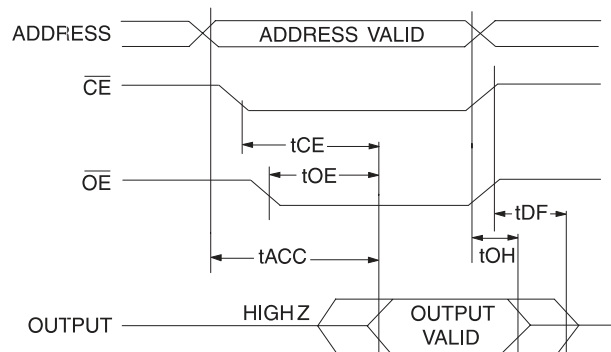 ADDRESS
ADDRESS VALID
CE
tCE
tOE
OE
tDF
tACC
tOH
HIGH Z
OUTPUT
OUTPUT
VALID